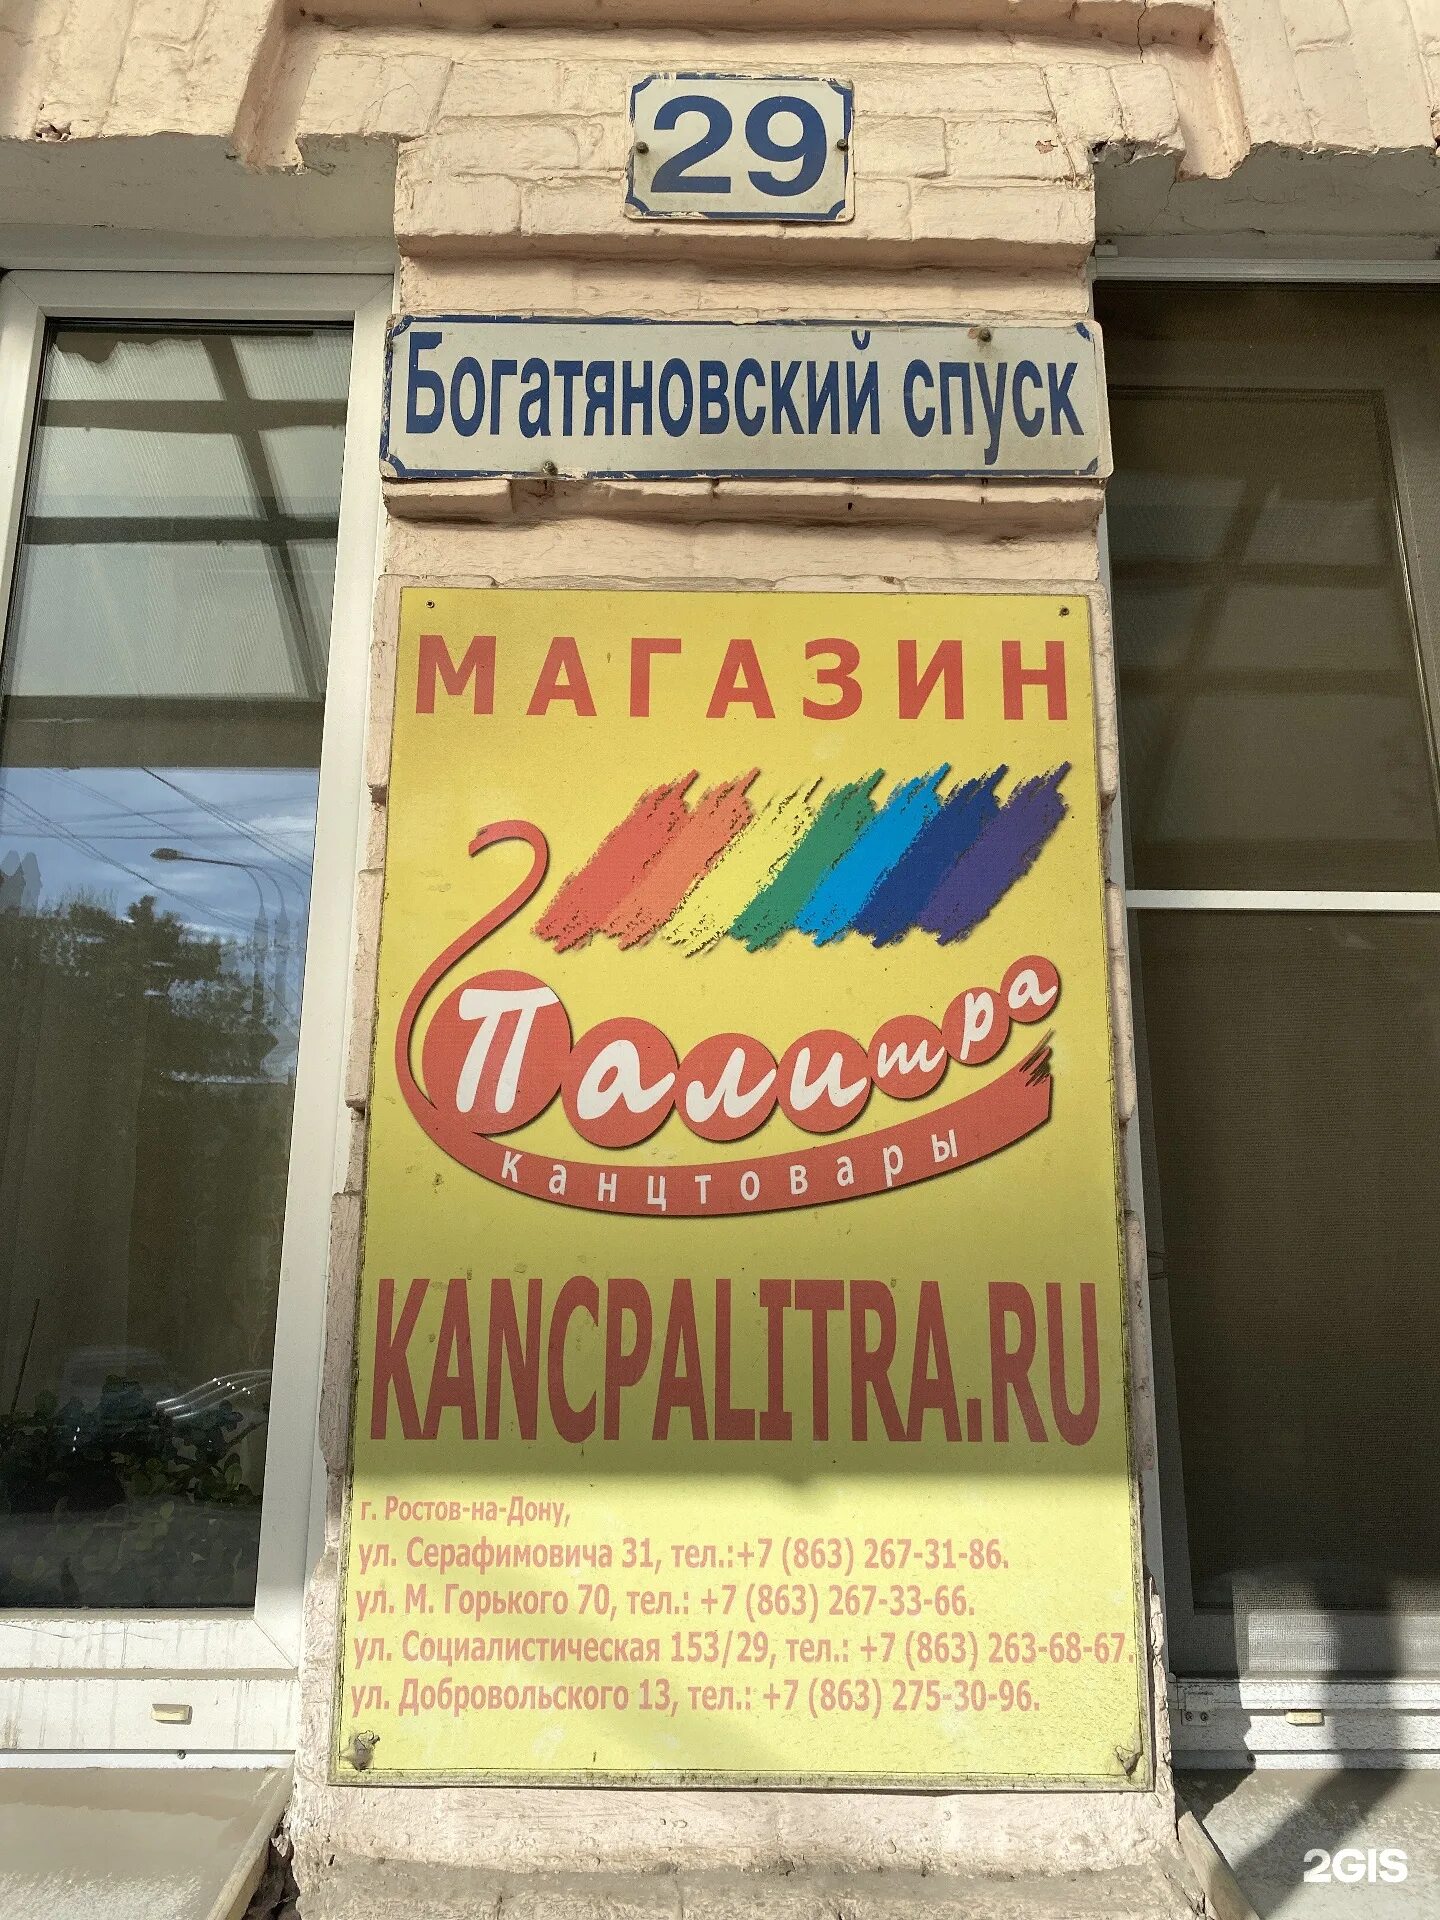 29
Богатяновский спуск
МАГАЗИН
Палитра
канцтовары
KANCPALITRA.RU
г. Ростов-на-Дону,
ул. Серафимовича 31, тел.:+7 (863) 267-31-86.
ул. М. Горького 70, тел.: +7 (863) 267-33-66.
ул. Социалистическая 153/29, тел.: +7 (863) 263-68-67.
ул. Добровольского 13, тел.: +7 (863) 275-30-96.
2GIS